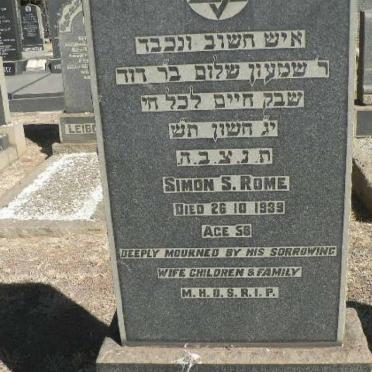 איש חשוב ונכבד
ר שמעון שלום בר דוד
שבק חיים לכל חי
יג חשון תש
ת. נ. צ. ב. ה.
SIMON S. ROME
DIED 26 10 1939
AGE 58
DEEPLY MOURNED BY HIS SORROWING
WIFE CHILDREN & FAMILY
M.H.D.S.R.I.P.